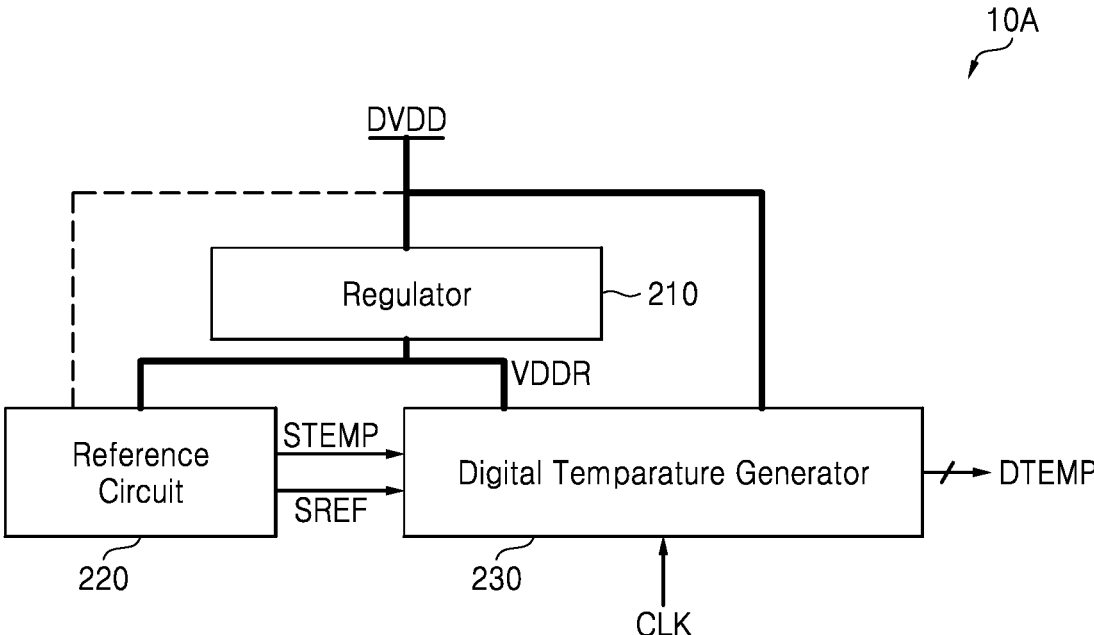 10A
DVDD
Regulator
210
VDDR
Reference
Circuit
STEMP
SREF
Digital Temparature Generator
DTEMP
220
230
CLK